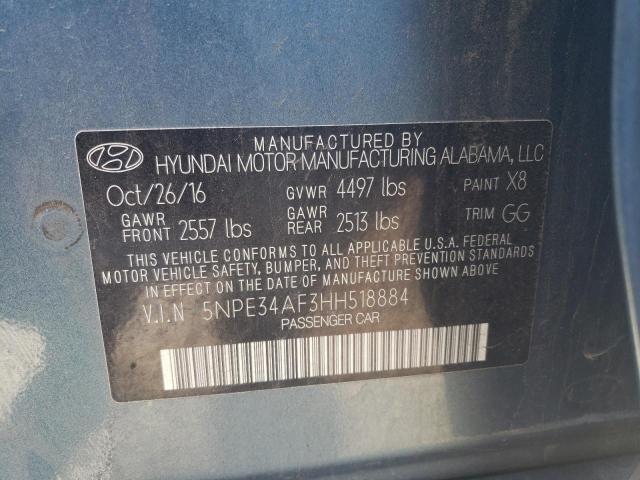 MANUFACTURED BY
HYUNDAI MOTOR MANUFACTURING ALABAMA, LLC
Oct/26/16 GVWR 4497 lbs PAINT X8
GAWR FRONT 2557 lbs GAWR REAR 2513 lbs TRIM GG
THIS VEHICLE CONFORMS TO ALL APPLICABLE U.S.A. FEDERAL
MOTOR VEHICLE SAFETY, BUMPER, AND THEFT PREVENTION STANDARDS
IN EFFECT ON THE DATE OF MANUFACTURE SHOWN ABOVE
V.I.N 5NPE34AF3HH518884
PASSENGER CAR